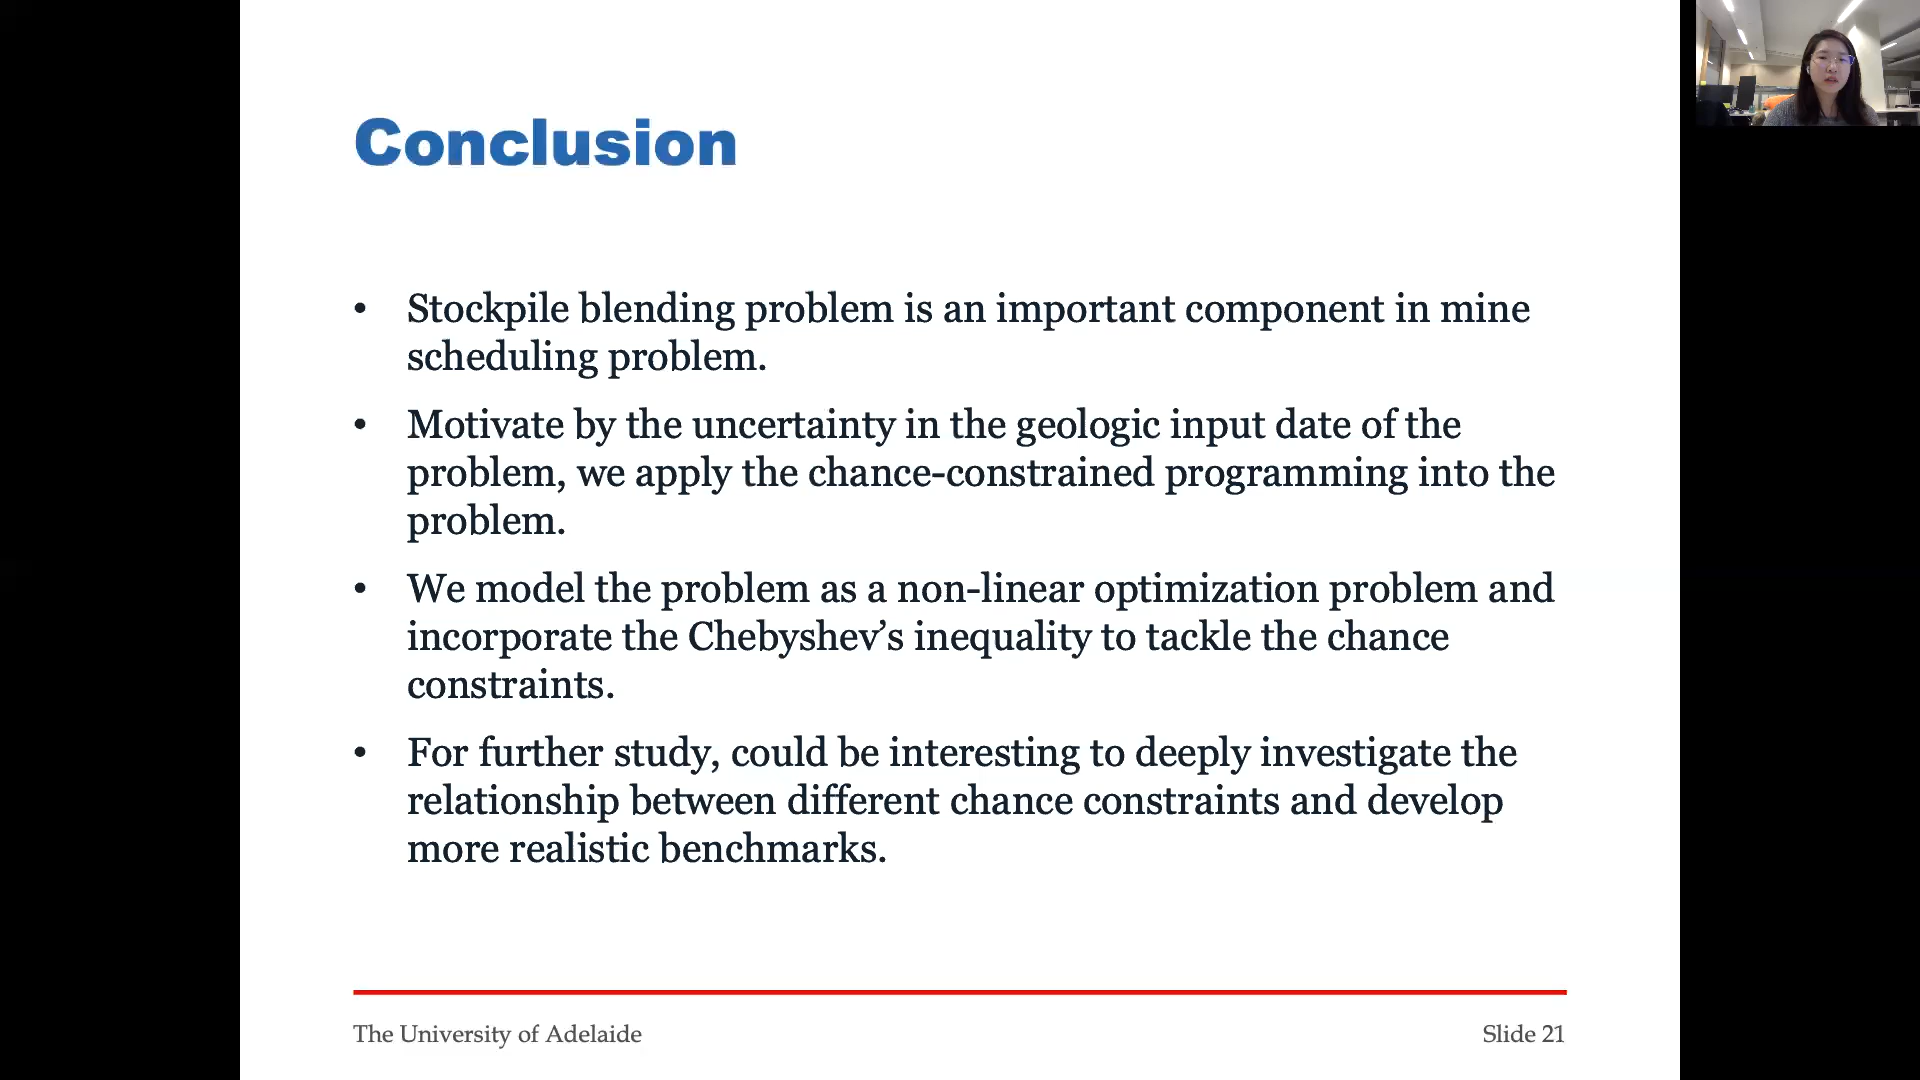 Conclusion
• Stockpile blending problem is an important component in mine
scheduling problem.
• Motivate by the uncertainty in the geologic input date of the
problem, we apply the chance-constrained programming into the
problem.
• We model the problem as a non-linear optimization problem and
incorporate the Chebyshev’s inequality to tackle the chance
constraints.
• For further study, could be interesting to deeply investigate the
relationship between different chance constraints and develop
more realistic benchmarks.
The University of Adelaide
Slide 21